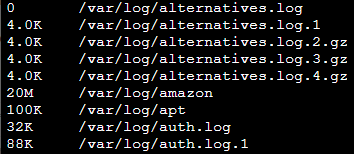 0 /var/log/alternatives.log
4.0K /var/log/alternatives.log.1
4.0K /var/log/alternatives.log.2.gz
4.0K /var/log/alternatives.log.3.gz
4.0K /var/log/alternatives.log.4.gz
20M /var/log/amazon
100K /var/log/apt
32K /var/log/auth.log
88K /var/log/auth.log.1